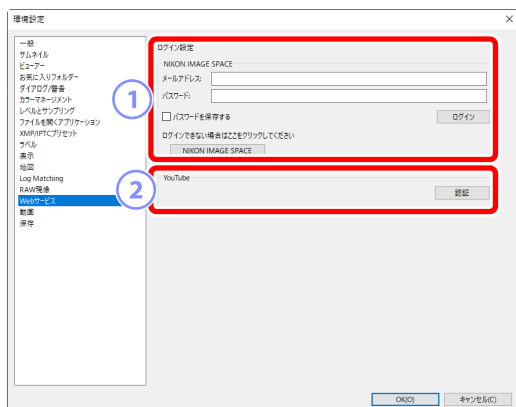 環境設定
一般
サムネイル
ビューアー
お気に入りフォルダー
ダイアログ/警告
カラーマネージメント
レベルとサンプリング
ファイルを開くアプリケーション
XMP/IPTCプリセット
ラベル
表示
地図
Log Matching
RAW現像
Webサービス
動画
保存
1
ログイン設定
NIKON IMAGE SPACE
メールアドレス:
パスワード:
パスワードを保存する
ログイン
ログインできない場合はここをクリックしてください
NIKON IMAGE SPACE
2
YouTube
認証
OK(O)
キャンセル(C)